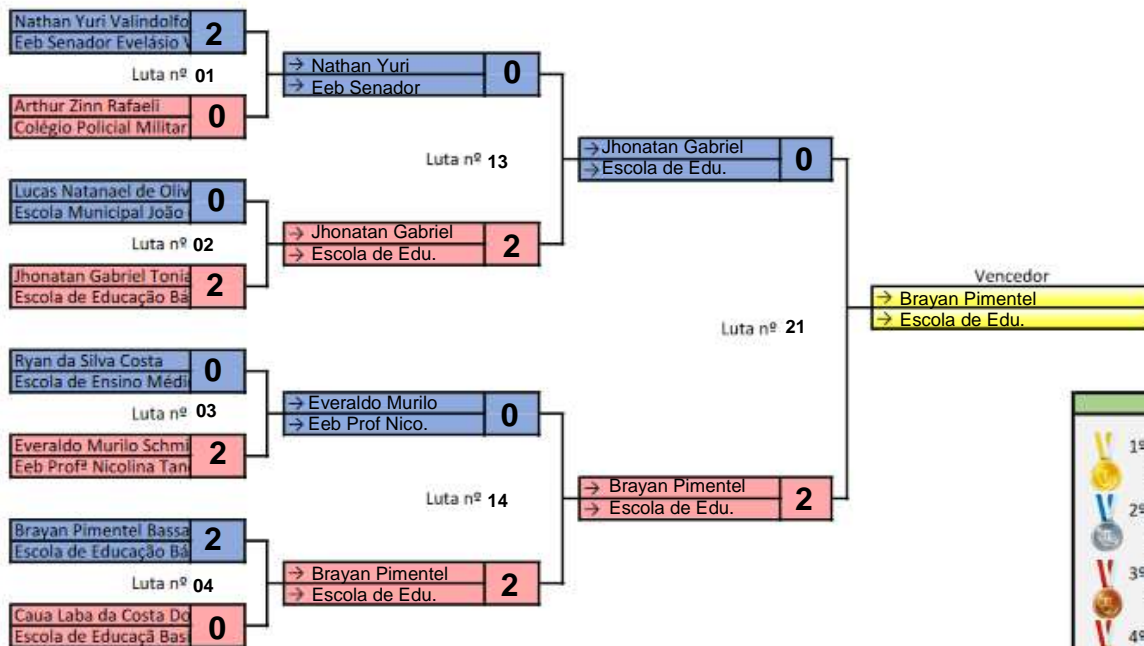 Nathan Yuri Valindolfo 2
Eeb Senador Evelásio V
Luta nº 01
Arthur Zinn Rafaeli 0
Colégio Policial Militar
→ Nathan Yuri 0
→ Eeb Senador
Luta nº 13
Lucas Natanael de Oliv 0
Escola Municipal João
Luta nº 02
Jhonatan Gabriel Tonia 2
Escola de Educação Bá
→ Jhonatan Gabriel 2
→ Escola de Edu.
→ Jhonatan Gabriel 0
→ Escola de Edu.
Luta nº 21
Vencedor
→ Brayan Pimentel
→ Escola de Edu.
Ryan da Silva Costa 0
Escola de Ensino Médi
Luta nº 03
Everaldo Murilo Schmi 2
Eeb Profª Nicolina Tan
→ Everaldo Murilo 0
→ Eeb Prof Nico.
Luta nº 14
→ Brayan Pimentel 2
→ Escola de Edu.
Brayan Pimentel Bassa 2
Escola de Educação Bá
Luta nº 04
Caua Laba da Costa Do 0
Escola de Educaçã Bas
→ Brayan Pimentel 2
→ Escola de Edu.
1º
2º
3º
4º